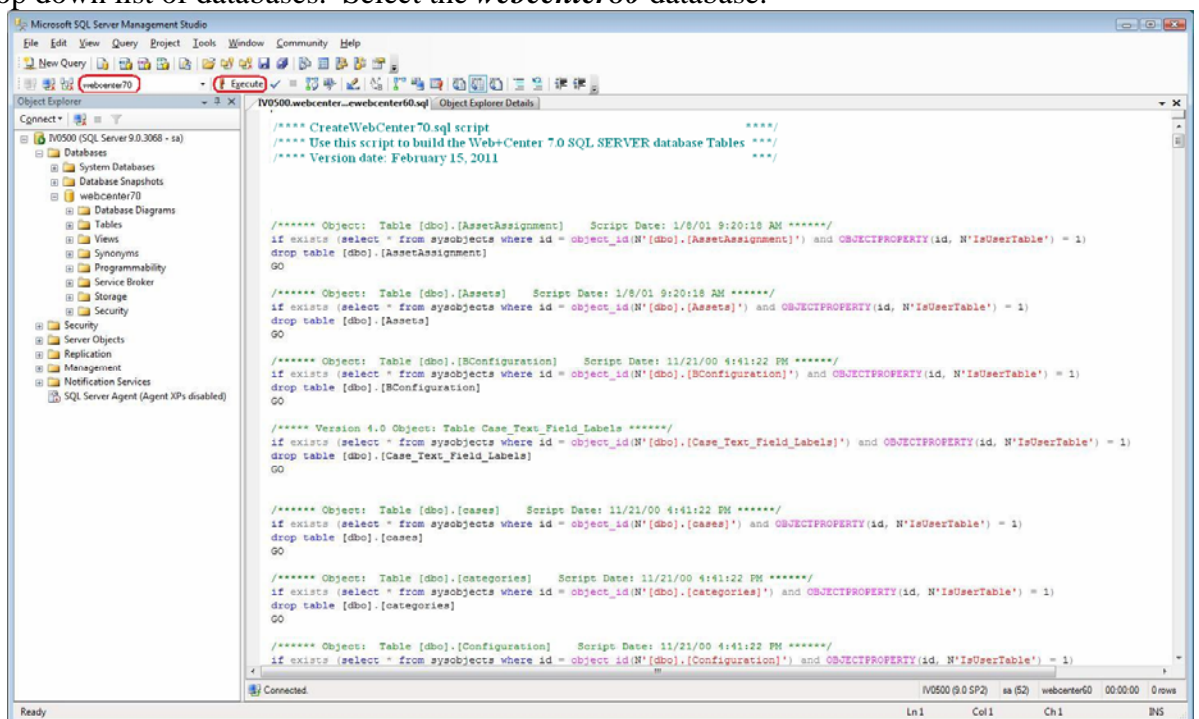 op down list of databases. Select the webcenter80 database.
Microsoft SQL Server Management Studio
File Edit View Query Project Tools Window Community Help
New Query
webcenter70 Execute
Object Explorer
IV0500.webcenter...ewebcenter60.sql Object Explorer Details
Connect
IV0500 (SQL Server 9.0.3068 - sa)
Databases
System Databases
Database Snapshots
webcenter70
Database Diagrams
Tables
Views
Synonyms
Programmability
Service Broker
Storage
Security
Security
Server Objects
Replication
Management
Notification Services
SQL Server Agent (Agent XPs disabled)
/**** CreateWebCenter70.sql script ****/
/**** Use this script to build the Web+Center 7.0 SQL SERVER database Tables ***/
/**** Version date: February 15, 2011 ***/
/****** Object: Table [dbo].[AssetAssignment] Script Date: 1/8/01 9:20:18 AM ******/
if exists (select * from sysobjects where id = object_id(N'[dbo].[AssetAssignment]') and OBJECTPROPERTY(id, N'IsUserTable') = 1)
drop table [dbo].[AssetAssignment]
GO
/****** Object: Table [dbo].[Assets] Script Date: 1/8/01 9:20:18 AM ******/
if exists (select * from sysobjects where id = object_id(N'[dbo].[Assets]') and OBJECTPROPERTY(id, N'IsUserTable') = 1)
drop table [dbo].[Assets]
GO
/****** Object: Table [dbo].[BConfiguration] Script Date: 11/21/00 4:41:22 PM ******/
if exists (select * from sysobjects where id = object_id(N'[dbo].[BConfiguration]') and OBJECTPROPERTY(id, N'IsUserTable') = 1)
drop table [dbo].[BConfiguration]
GO
/***** Version 4.0 Object: Table Case_Text_Field_Labels ******/
if exists (select * from sysobjects where id = object_id(N'[dbo].[Case_Text_Field_Labels]') and OBJECTPROPERTY(id, N'IsUserTable') = 1)
drop table [dbo].[Case_Text_Field_Labels]
GO
/****** Object: Table [dbo].[cases] Script Date: 11/21/00 4:41:22 PM ******/
if exists (select * from sysobjects where id = object_id(N'[dbo].[cases]') and OBJECTPROPERTY(id, N'IsUserTable') = 1)
drop table [dbo].[cases]
GO
/****** Object: Table [dbo].[categories] Script Date: 11/21/00 4:41:22 PM ******/
if exists (select * from sysobjects where id = object_id(N'[dbo].[categories]') and OBJECTPROPERTY(id, N'IsUserTable') = 1)
drop table [dbo].[categories]
GO
/****** Object: Table [dbo].[Configuration] Script Date: 11/21/00 4:41:22 PM ******/
if exists (select * from sysobjects where id = object_id(N'[dbo].[Configuration]') and OBJECTPROPERTY(id, N'IsUserTable') = 1)
Connected. IV0500 (9.0 SP2) sa (52) webcenter60 00:00:00 0 rows
Ready Ln 1 Col 1 Ch 1 INS